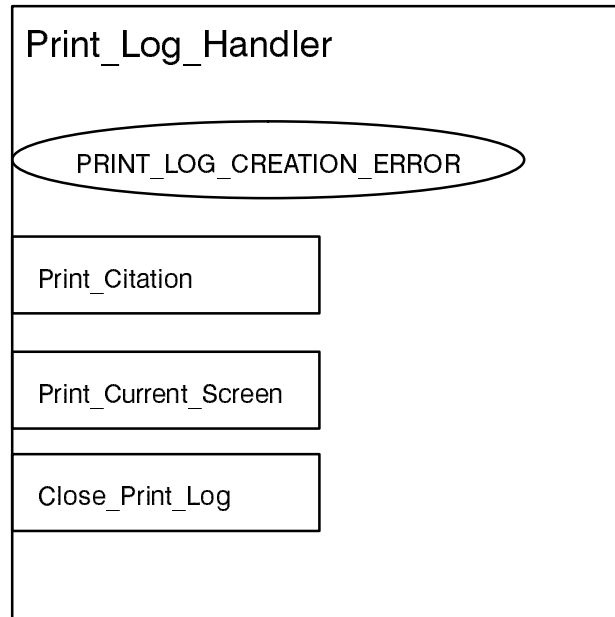 Print_Log_Handler
PRINT_LOG_CREATION_ERROR
Print_Citation
Print_Current_Screen
Close_Print_Log